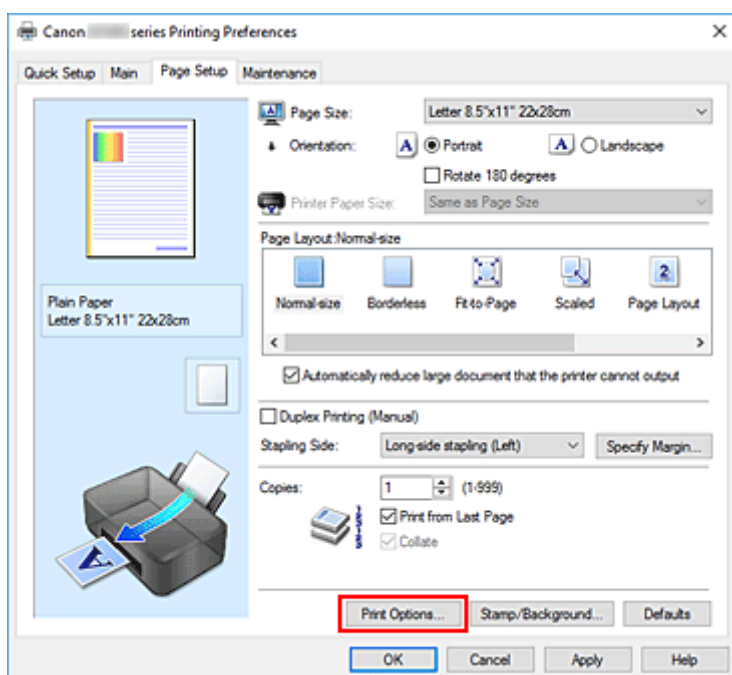 Canon series Printing Preferences
Quick Setup Main Page Setup Maintenance
Page Size: Letter 8.5"x11" 22x28cm
Orientation: A Portrait A Landscape
Rotate 180 degrees
Printer Paper Size: Same as Page Size
Page Layout:Normal-size
2
Normal-size Borderless Fit-to-Page Scaled Page Layout
Plain Paper
Letter 8.5"x11" 22x28cm
Automatically reduce large document that the printer cannot output
Duplex Printing (Manual)
Stapling Side: Long-side stapling (Left) Specify Margin...
Copies: 1 (1-999)
Print from Last Page
Collate
A
Print Options... Stamp/Background... Defaults
OK Cancel Apply Help